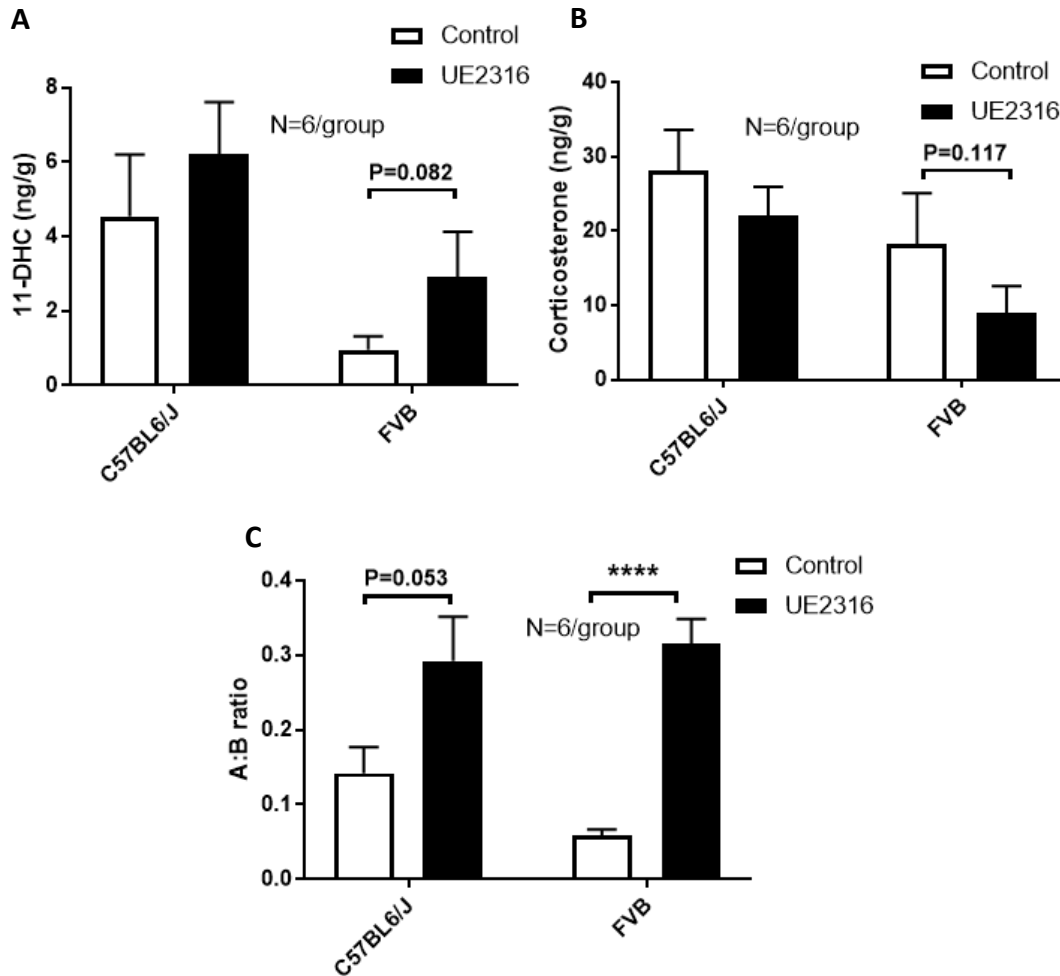 A
Control
UE2316
N=6/group
P=0.082
11-DHC (ng/g)
8
6
4
2
0
C57BL6/J
FVB
B
Control
UE2316
N=6/group
P=0.117
Corticosterone (ng/g)
40
30
20
10
0
C57BL6/J
FVB
C
Control
UE2316
P=0.053
****
N=6/group
A:B ratio
0.4
0.3
0.2
0.1
0.0
C57BL6/J
FVB